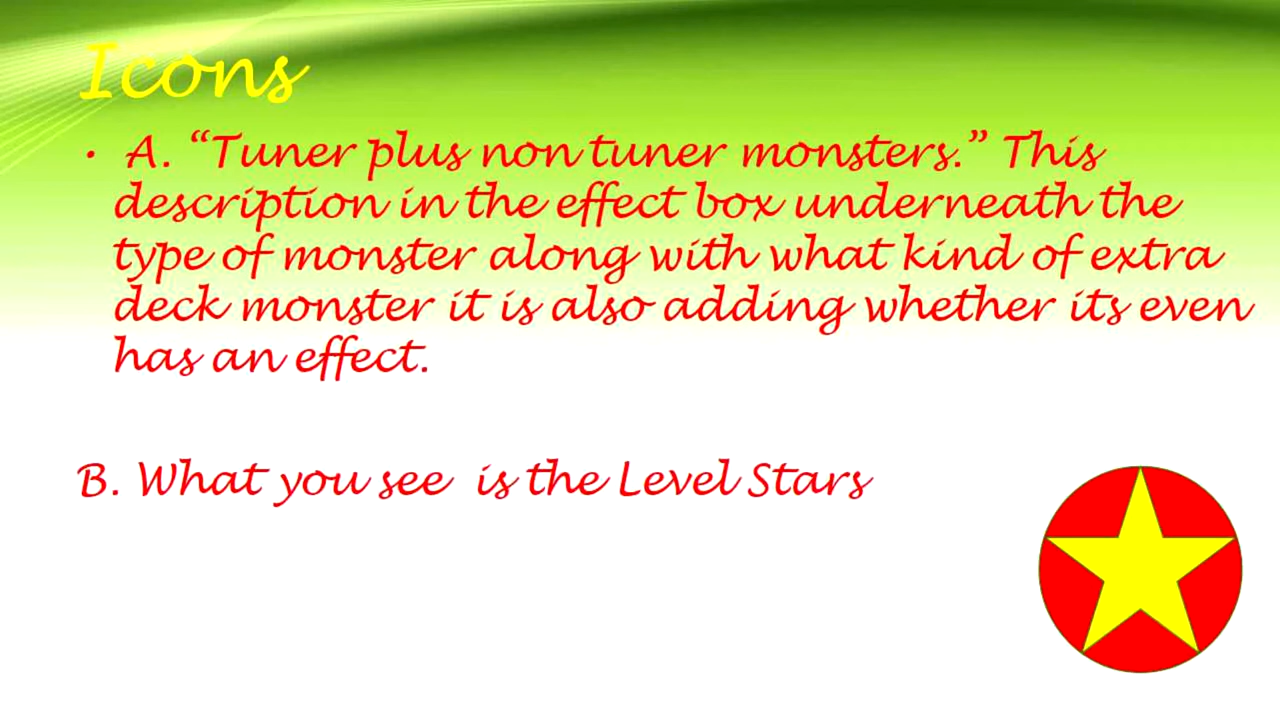 Icons
• A. “Tuner plus non tuner monsters.” This
description in the effect box underneath the
type of monster along with what kind of extra
deck monster it is also adding whether its even
has an effect.
B. What you see is the Level Stars